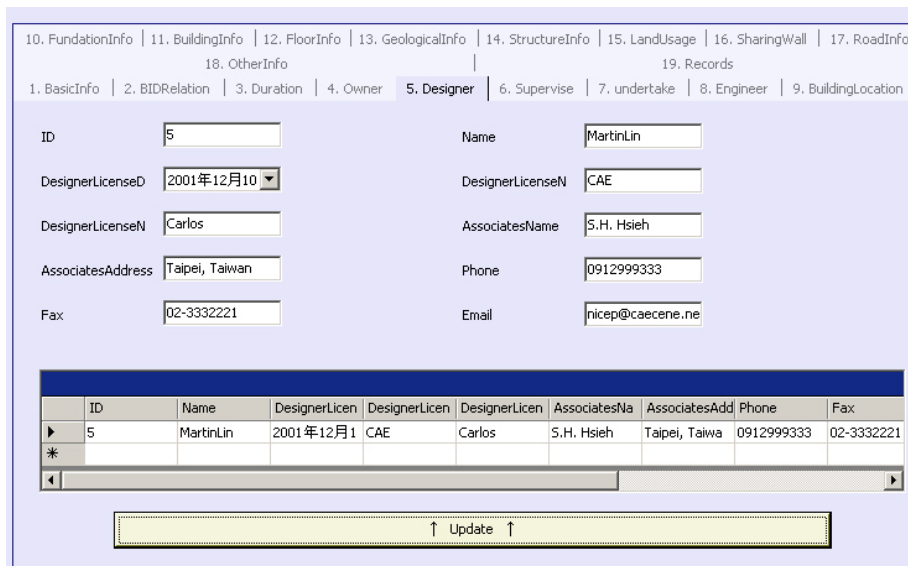 10. FundationInfo 11. BuildingInfo 12. FloorInfo 13. GeologicalInfo 14. StructureInfo 15. LandUsage 16. SharingWall 17. RoadInfo
18. OtherInfo 19. Records
1. BasicInfo 2. BIDRelation 3. Duration 4. Owner 5. Designer 6. Supervise 7. undertake 8. Engineer 9. BuildingLocation
ID 5 Name MartinLin
DesignerLicenseD 2001年12月10 DesignerLicenseN CAE
DesignerLicenseN Carlos AssociatesName S.H. Hsieh
AssociatesAddress Taipei, Taiwan Phone 0912999333
Fax 02-3332221 Email nicep@caecene.ne
ID Name DesignerLicen DesignerLicen DesignerLicen AssociatesNa AssociatesAdd Phone Fax
5 MartinLin 2001年12月1 CAE Carlos S.H. Hsieh Taipei, Taiwa 0912999333 02-3332221
↑ Update ↑